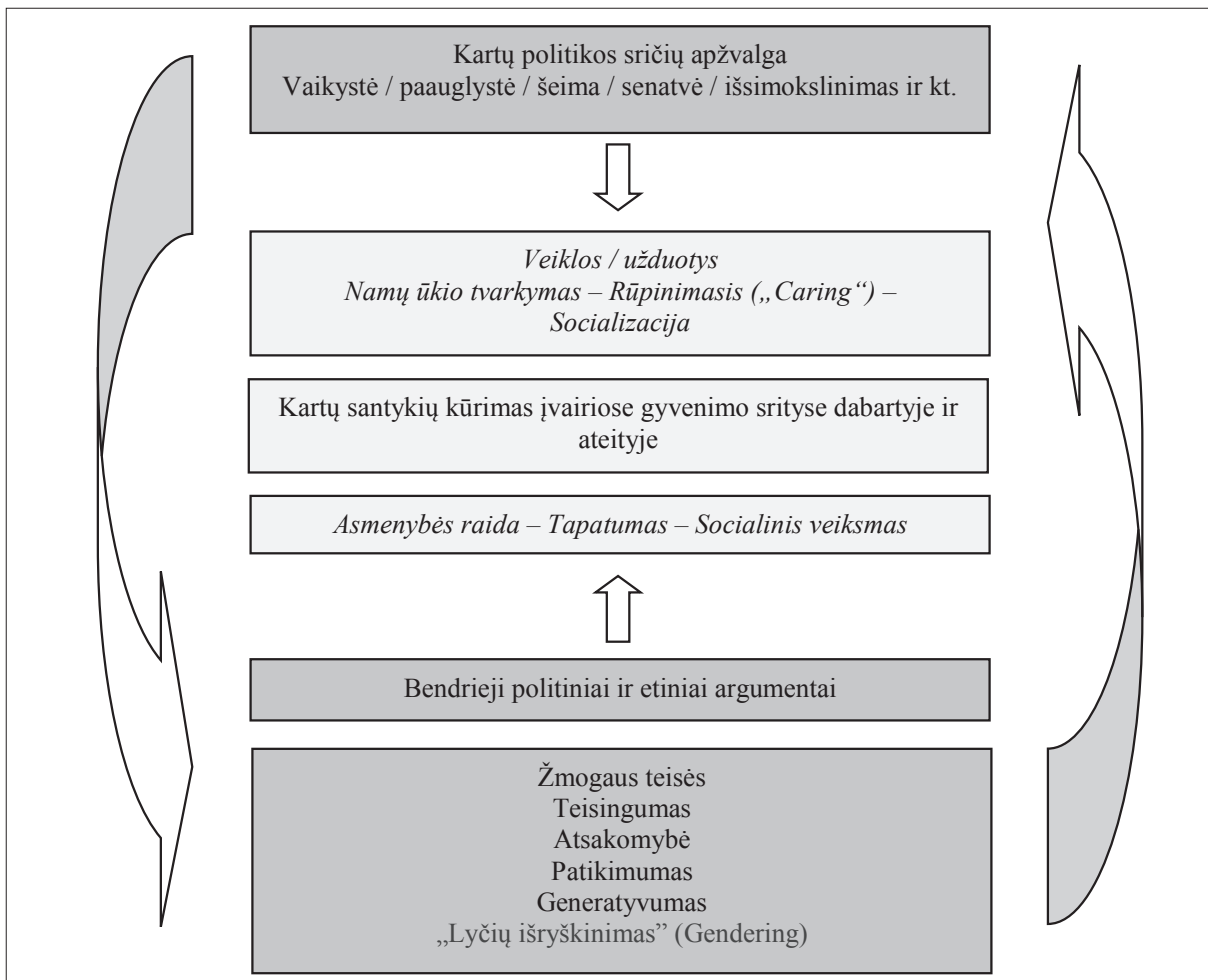 Kartų politikos sričių apžvalga
Vaikystė / paauglystė / šeima / senatvė / išsimokslinimas ir kt.
Veiklos / užduotys
Namų ūkio tvarkymas – Rūpinimasis („Caring“) –
Socializacija
Kartų santykių kūrimas įvairiose gyvenimo srityse dabartyje ir
ateityje
Asmenybės raida – Tapatumas – Socialinis veiksmas
Bendrieji politiniai ir etiniai argumentai
Žmogaus teisės
Teisingumas
Atsakomybė
Patikimumas
Generatyvumas
„Lyčių išryškinimas” (Gendering)